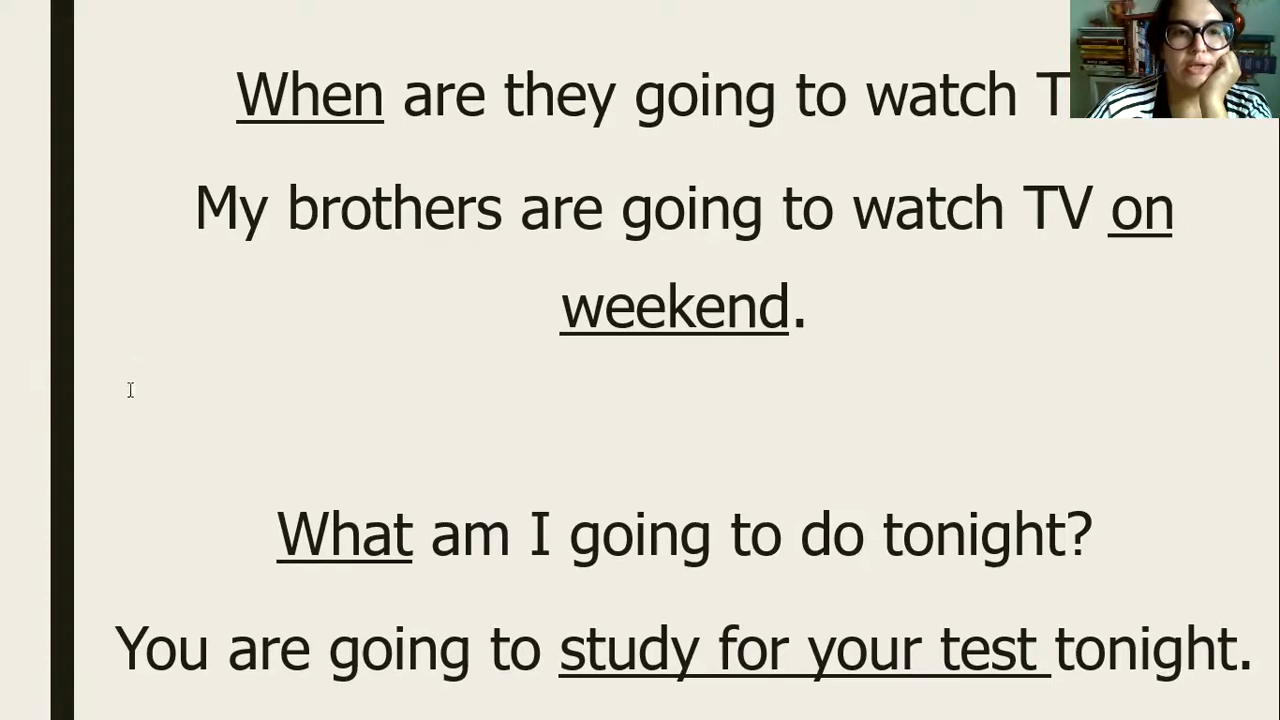 When are they going to watch
My brothers are going to watch TV on
weekend.
What am I going to do tonight?
You are going to study for your test tonight.